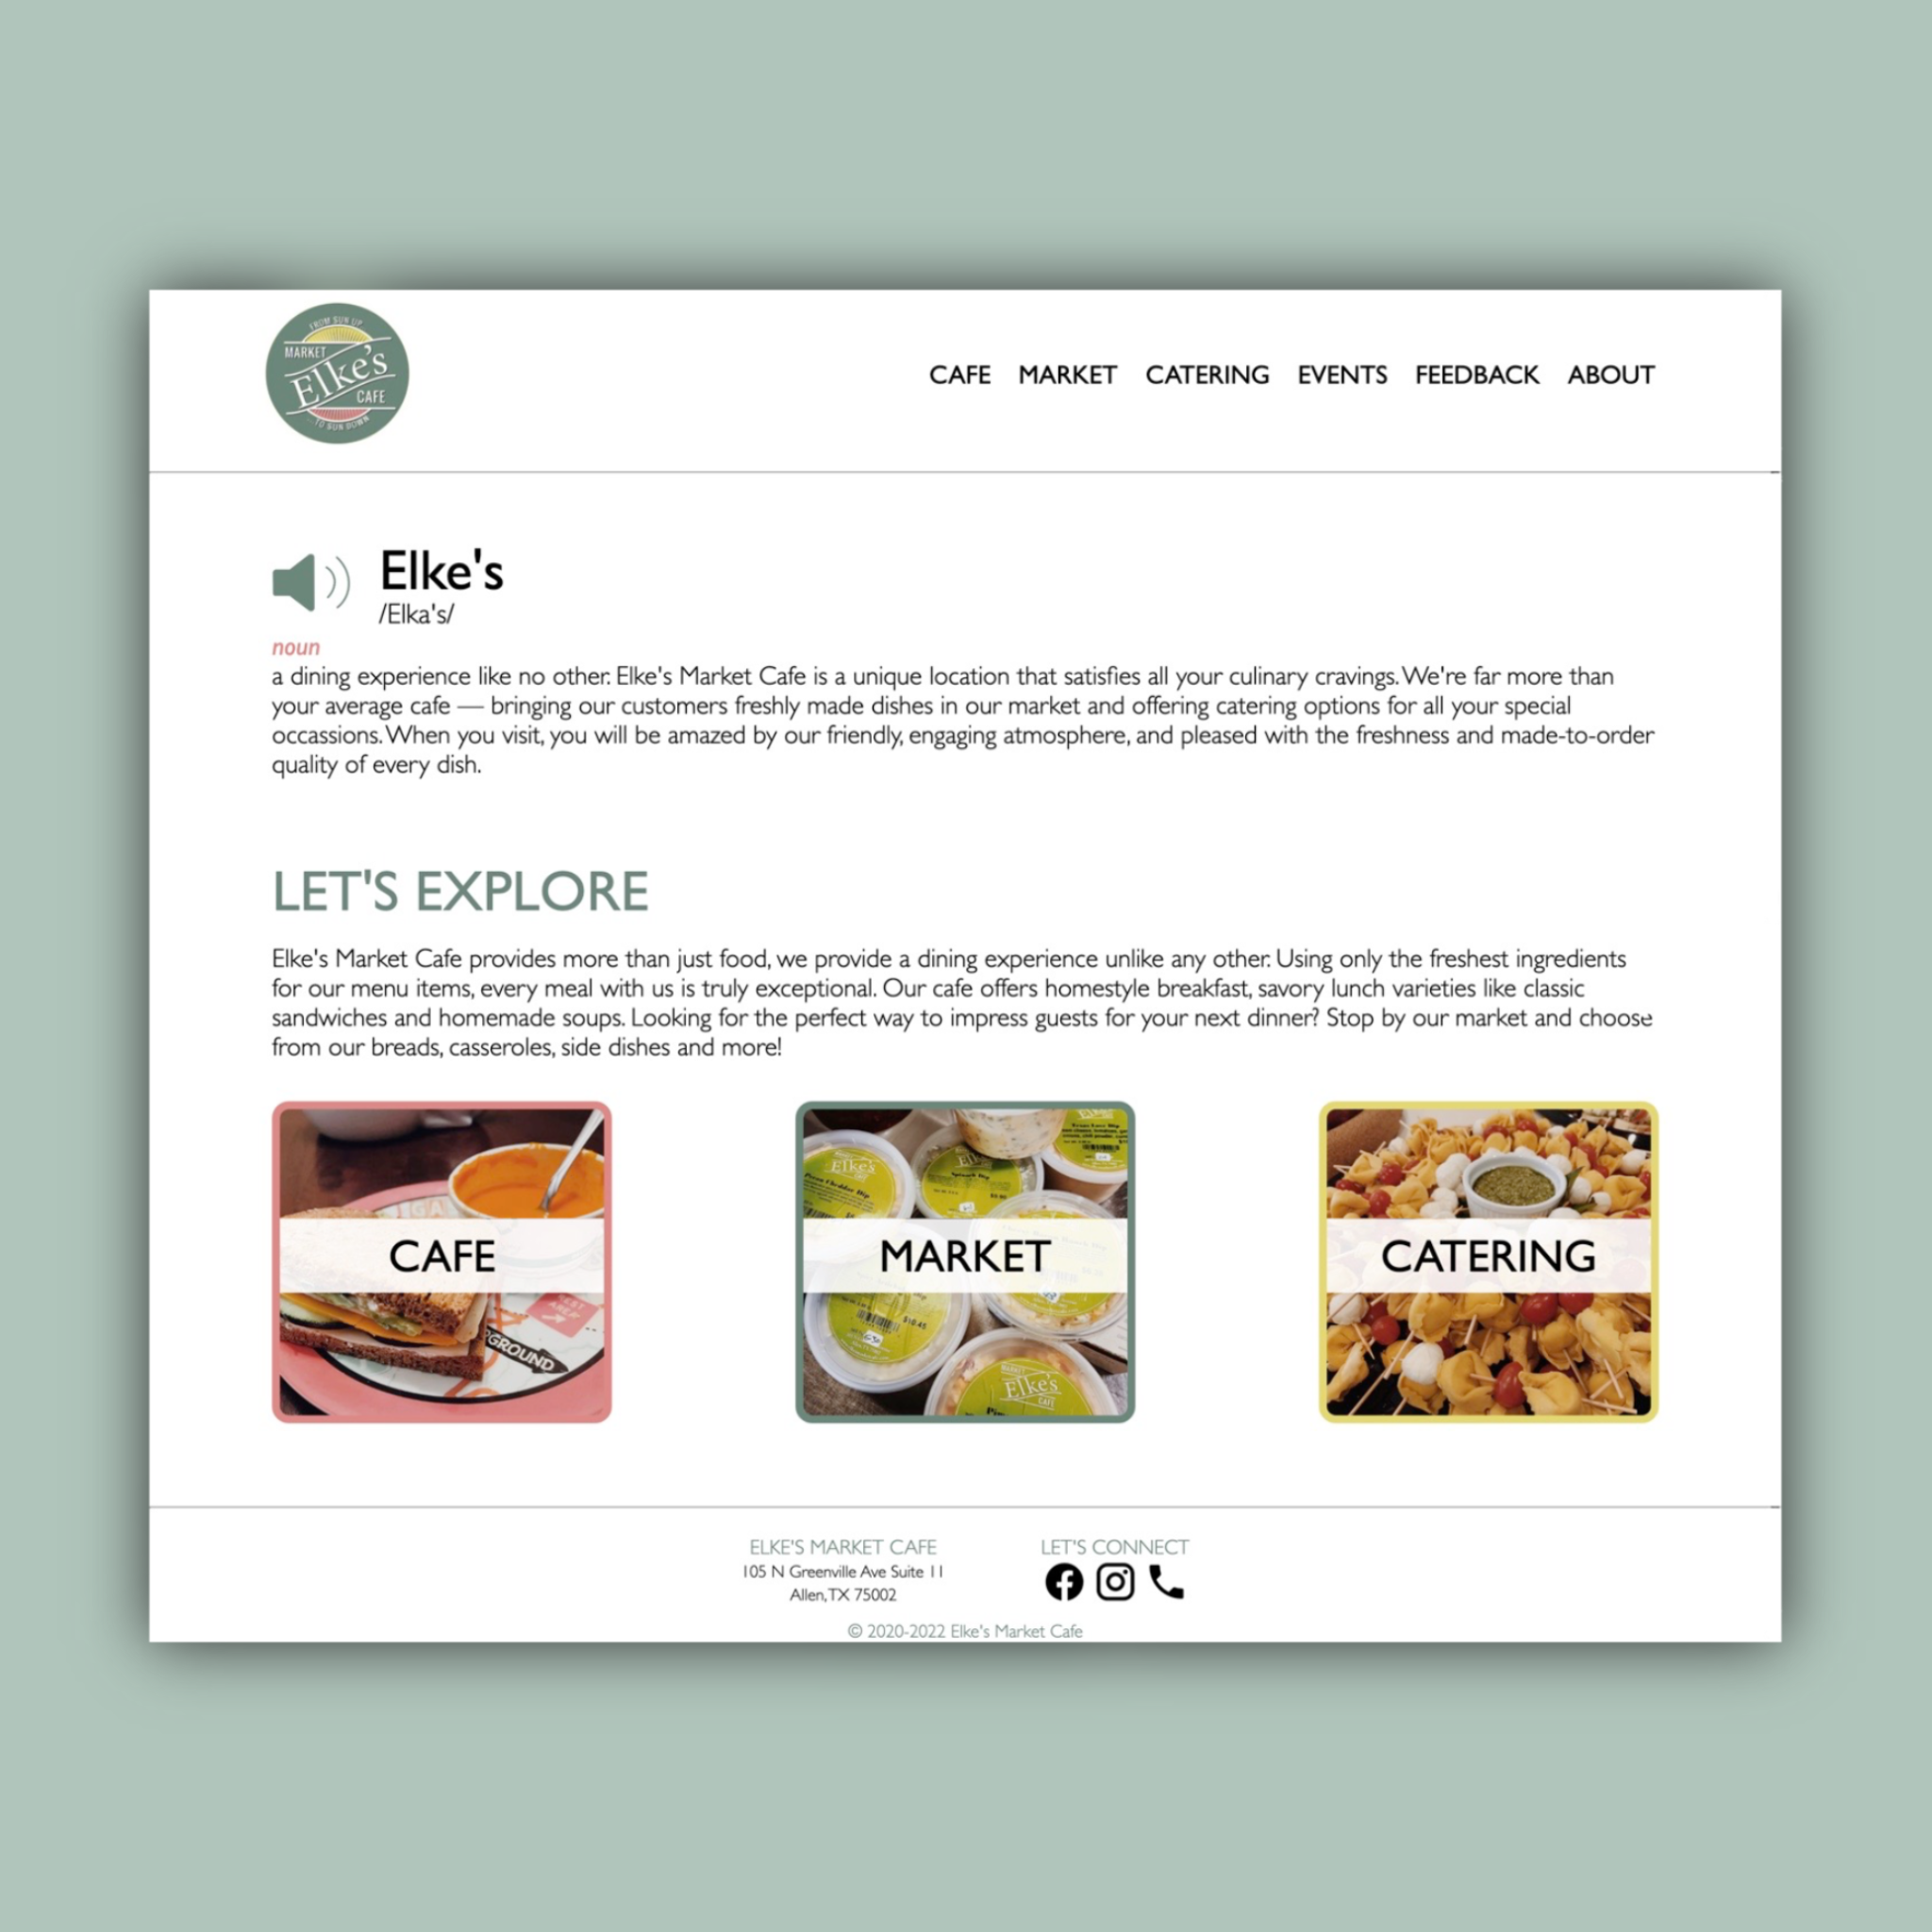 FROM SUN UP
MARKET
Elke's
CAFE
...TO SUN DOWN
CAFE MARKET CATERING EVENTS FEEDBACK ABOUT
Elke's
/Elka's/
noun
a dining experience like no other. Elke's Market Cafe is a unique location that satisfies all your culinary cravings. We're far more than
your average cafe — bringing our customers freshly made dishes in our market and offering catering options for all your special
occassions. When you visit, you will be amazed by our friendly, engaging atmosphere, and pleased with the freshness and made-to-order
quality of every dish.
LET'S EXPLORE
Elke's Market Cafe provides more than just food, we provide a dining experience unlike any other. Using only the freshest ingredients
for our menu items, every meal with us is truly exceptional. Our cafe offers homestyle breakfast, savory lunch varieties like classic
sandwiches and homemade soups. Looking for the perfect way to impress guests for your next dinner? Stop by our market and choose
from our breads, casseroles, side dishes and more!
CAFE
GROUND
MARKET
Elke's
Spinach Dip
$10.45
MARKET
Elke's
CAFE
CATERING
ELKE'S MARKET CAFE
105 N Greenville Ave Suite 11
Allen, TX 75002
LET'S CONNECT
© 2020-2022 Elke's Market Cafe